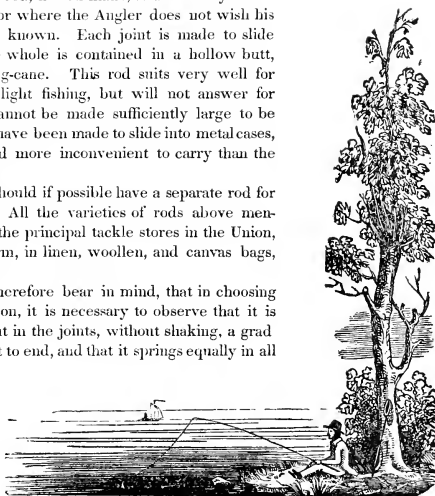 or where the Angler does not wish his
known. Each joint is made to slide
whole is contained in a hollow butt,
g-cane. This rod suits very well for
light fishing, but will not answer for
annot be made sufficiently large to be
have been made to slide into metal cases,
d more inconvenient to carry than the
hould if possible have a separate rod for
All the varieties of rods above men-
the principal tackle stores in the Union,
rm, in linen, woollen, and canvas bags,
herefore bear in mind, that in choosing
on, it is necessary to observe that it is
nt in the joints, without shaking, a grad
t to end, and that it springs equally in all